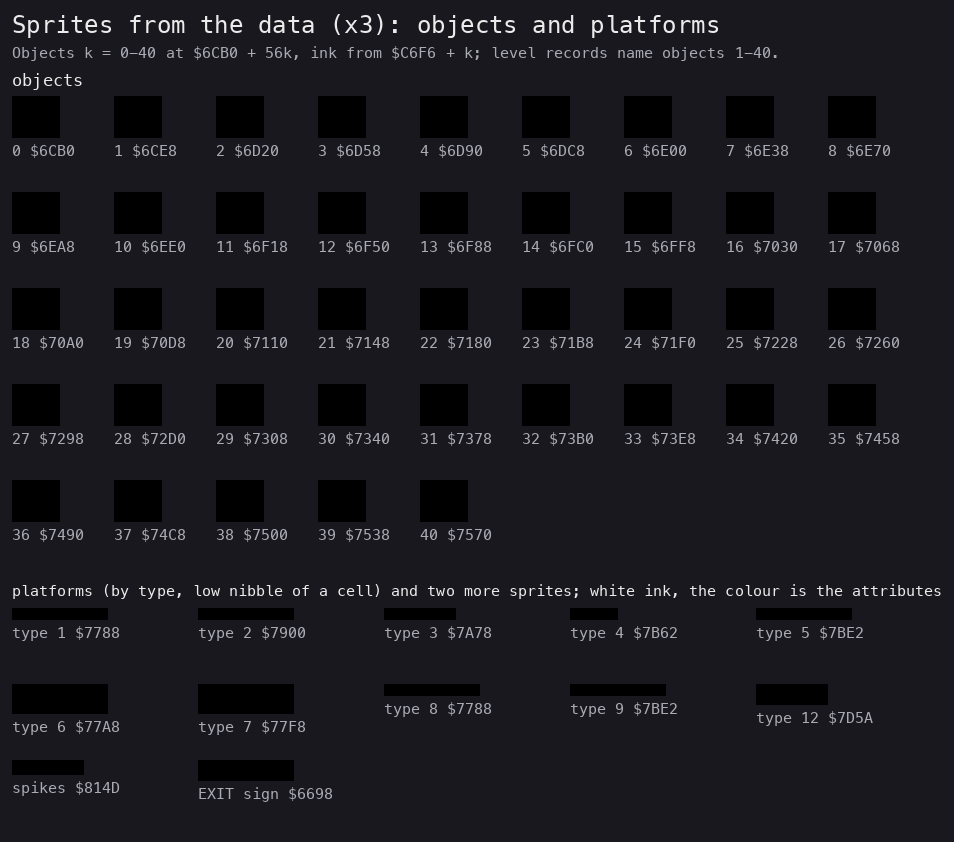 Sprites from the data (x3): objects and platforms
Objects k = 0–40 at $6CB0 + 56k, ink from $C6F6 + k; level records name objects 1–40.
objects
0 $6CB0 1 $6CE8 2 $6D20 3 $6D58 4 $6D90 5 $6DC8 6 $6E00 7 $6E38 8 $6E70
9 $6EA8 10 $6EE0 11 $6F18 12 $6F50 13 $6F88 14 $6FC0 15 $6FF8 16 $7030 17 $7068
18 $70A0 19 $70D8 20 $7110 21 $7148 22 $7180 23 $71B8 24 $71F0 25 $7228 26 $7260
27 $7298 28 $72D0 29 $7308 30 $7340 31 $7378 32 $73B0 33 $73E8 34 $7420 35 $7458
36 $7490 37 $74C8 38 $7500 39 $7538 40 $7570
platforms (by type, low nibble of a cell) and two more sprites; white ink, the colour is the attributes
type 1 $7788 type 2 $7900 type 3 $7A78 type 4 $7B62 type 5 $7BE2
type 6 $77A8 type 7 $77F8 type 8 $7788 type 9 $7BE2 type 12 $7D5A
spikes $814D EXIT sign $6698